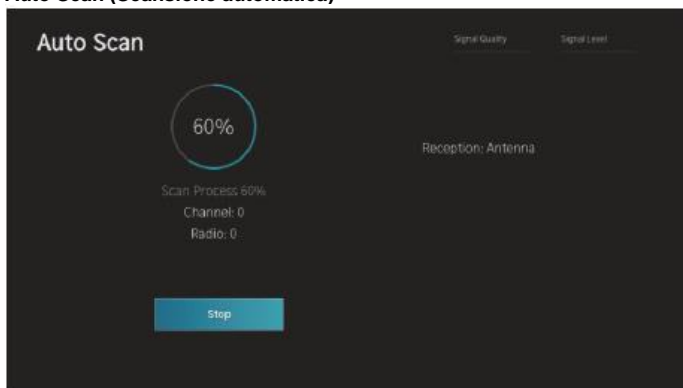 Auto Scan (Scansione automatica)
Auto Scan
Signal Quality
Signal Level
60%
Reception: Antenna
Scan Process 60%
Channel: 0
Radio: 0
Stop